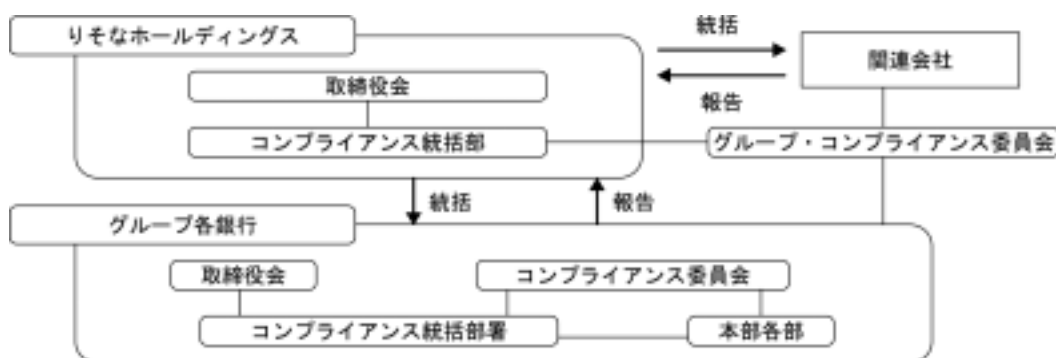 りそなホールディングス
統括
関連会社
取締役会
報告
コンプライアンス統括部
グループ・コンプライアンス委員会
統括
報告
グループ各銀行
取締役会
コンプライアンス委員会
コンプライアンス統括部署
本部各部